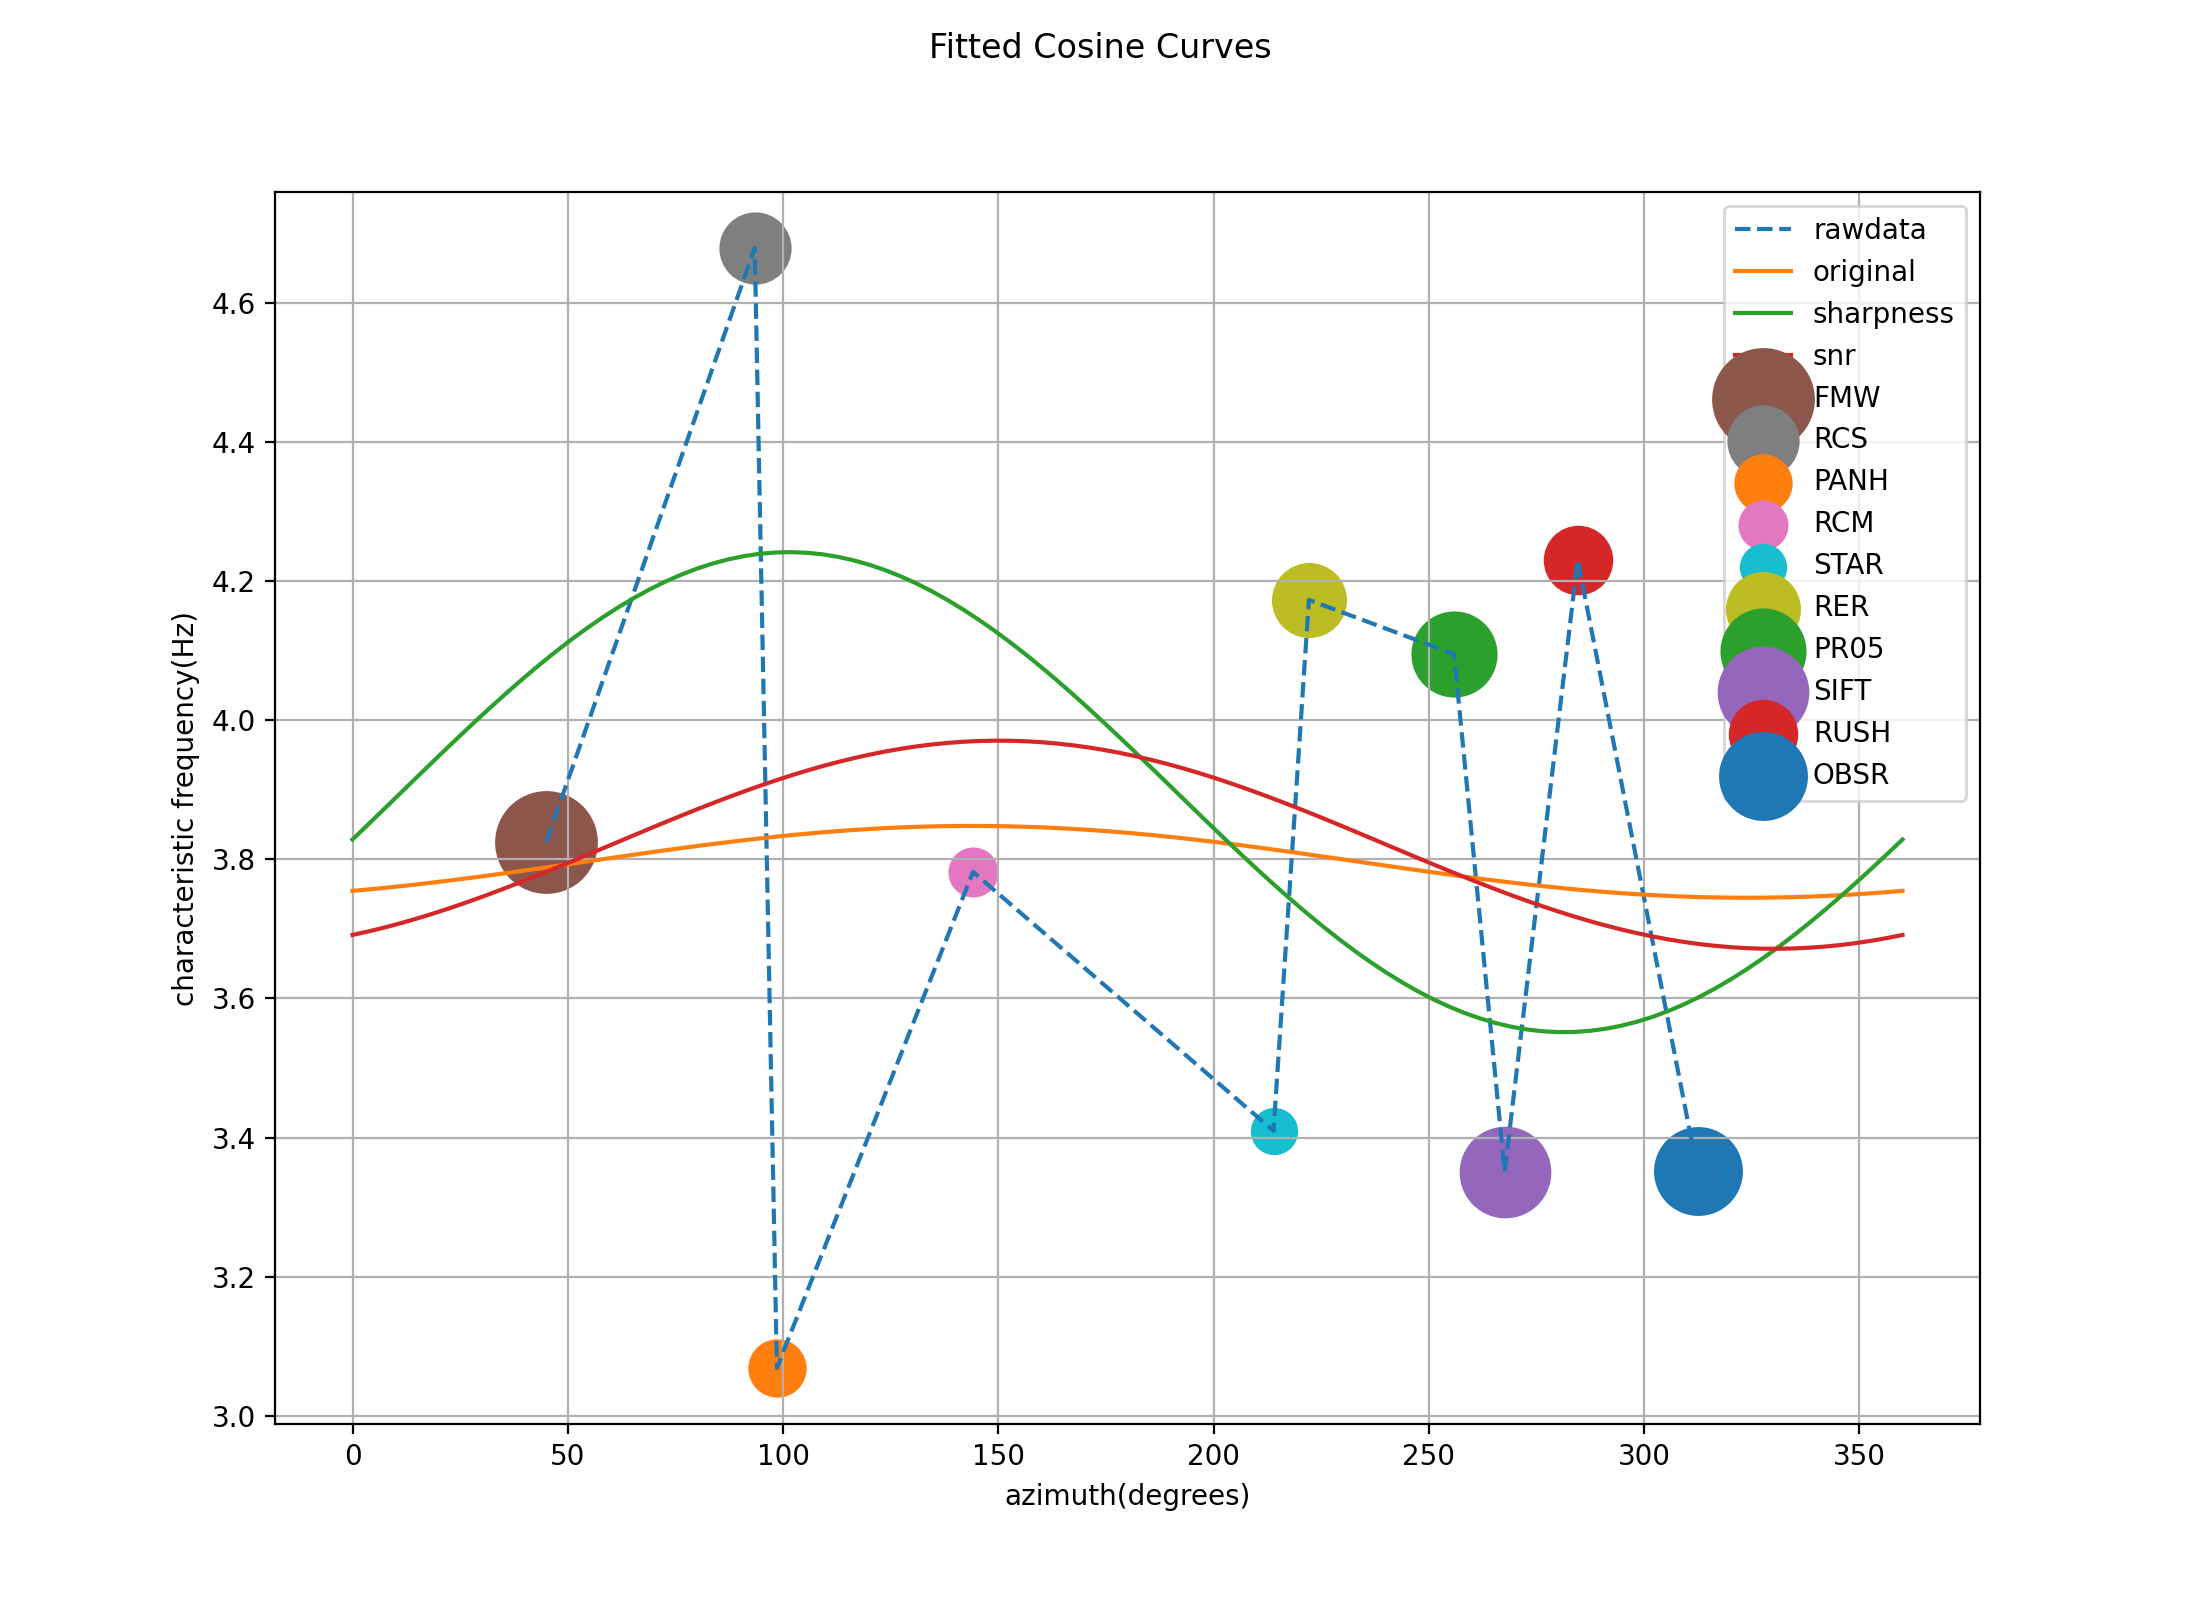 Fitted Cosine Curves
rawdata
original
sharpness
snr
FMW
RCS
PANH
RCM
STAR
RER
PR05
SIFT
RUSH
OBSR
4.6
4.4
4.2
4.0
3.8
3.6
3.4
3.2
3.0
characteristic frequency(Hz)
0 50 100 150 200 250 300 350
azimuth(degrees)